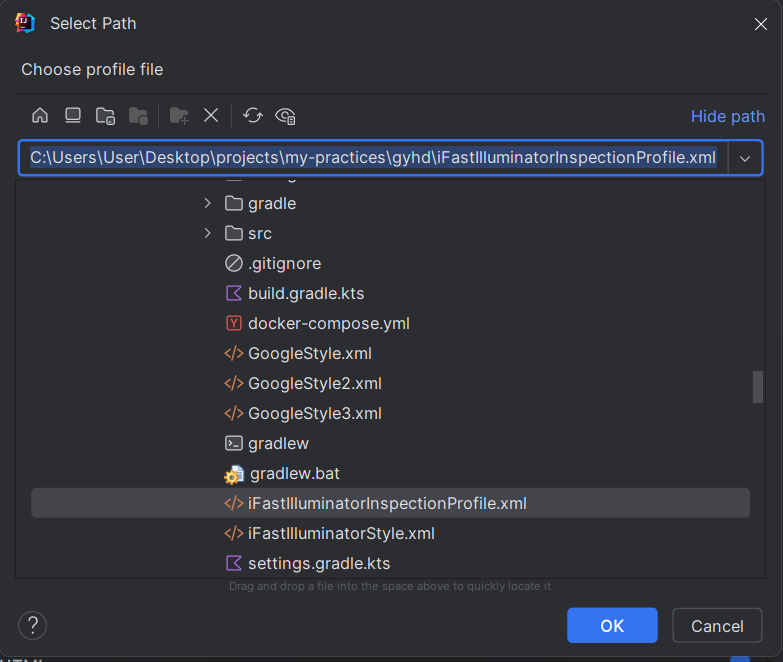 Select Path
Choose profile file
Hide path
C:\Users\User\Desktop\projects\my-practices\gyhd\iFastIlluminatorInspectionProfile.xml
gradle
src
.gitignore
build.gradle.kts
docker-compose.yml
GoogleStyle.xml
GoogleStyle2.xml
GoogleStyle3.xml
gradlew
gradlew.bat
iFastIlluminatorInspectionProfile.xml
iFastIlluminatorStyle.xml
settings.gradle.kts
Drag and drop a file into the space above to quickly locate it
?
OK
Cancel